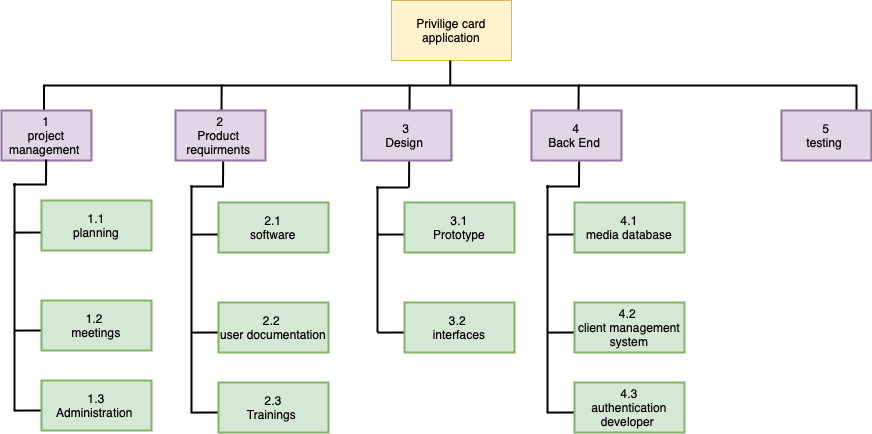 Privilige card
application
1
project
management
2
Product
requirments
3
Design
4
Back End
5
testing
1.1
planning
2.1
software
3.1
Prototype
4.1
media database
1.2
meetings
2.2
user documentation
3.2
interfaces
4.2
client management
system
1.3
Administration
2.3
Trainings
4.3
authentication
developer